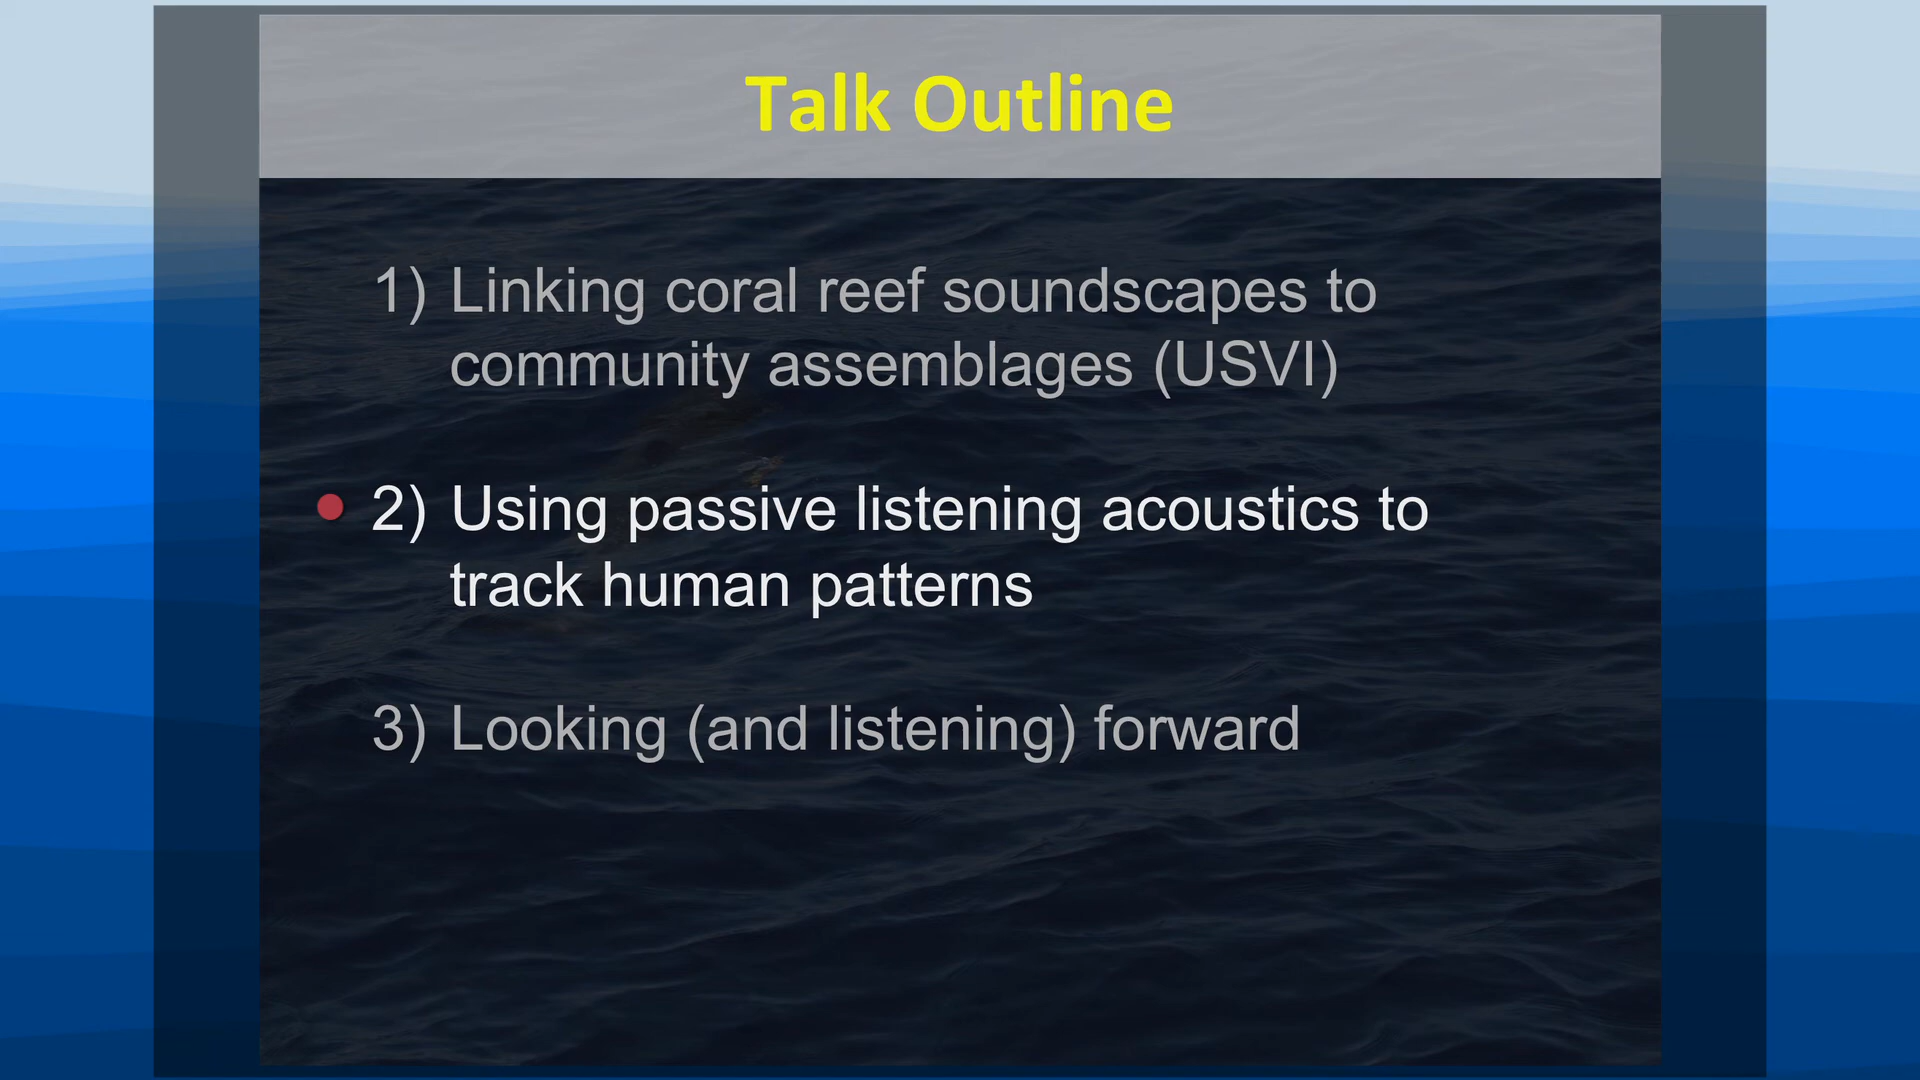 Talk Outline
1) Linking coral reef soundscapes to
community assemblages (USVI)
2) Using passive listening acoustics to
track human patterns
3) Looking (and listening) forward